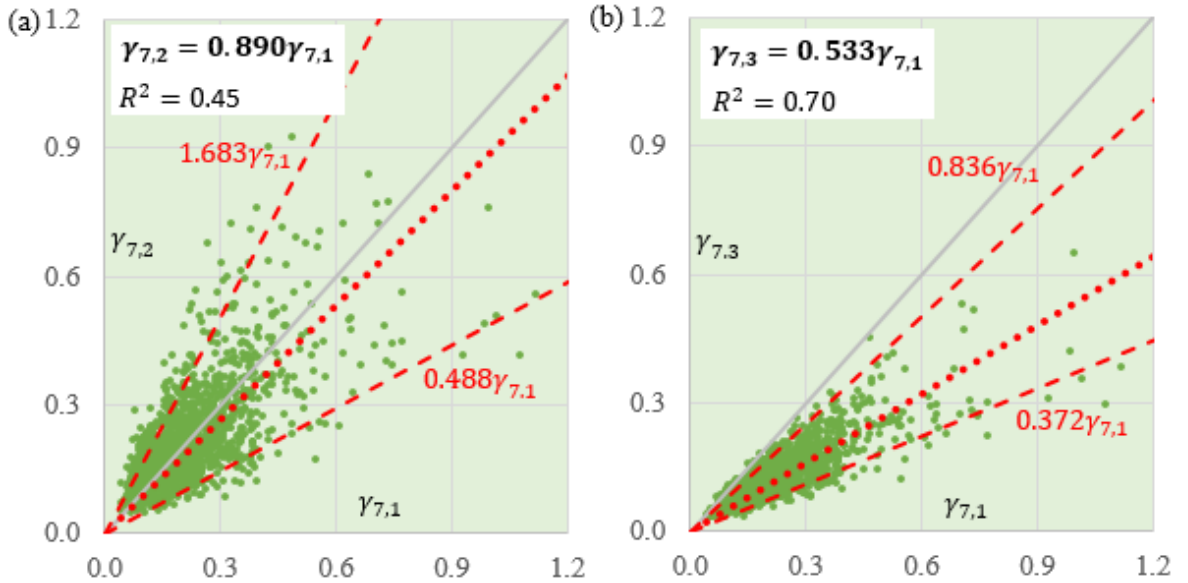 (a)
1.2
0.9
0.6
0.3
0.0
γ₇,₂ = 0.890γ₇,₁
R² = 0.45
1.683γ₇,₁
γ₇,₂
0.488γ₇.₁
γ₇,₁
0.0 0.3 0.6 0.9 1.2
(b)
1.2
0.9
0.6
0.3
0.0
γ₇,₃ = 0.533γ₇,₁
R² = 0.70
0.836γ₇,₁
γ₇.₃
0.372γ₇,₁
γ₇,₁
0.0 0.3 0.6 0.9 1.2